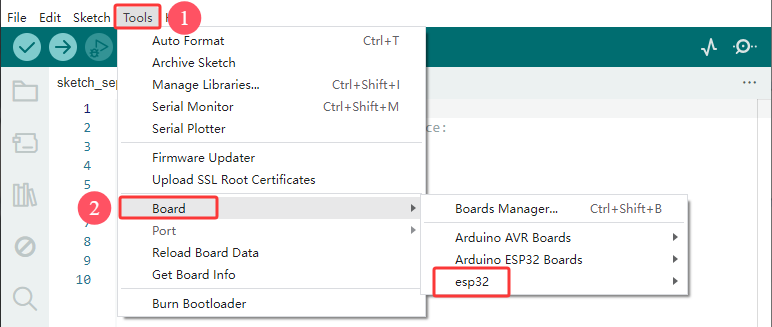 File Edit Sketch Tools
1
Auto Format Ctrl+T
Archive Sketch
Manage Libraries... Ctrl+Shift+I
Serial Monitor Ctrl+Shift+M
Serial Plotter
Firmware Updater
Upload SSL Root Certificates
2
Board
Port
Reload Board Data
Get Board Info
Burn Bootloader
Boards Manager... Ctrl+Shift+B
Arduino AVR Boards
Arduino ESP32 Boards
esp32
sketch_sep
...
1
2
3
4
5
7
8
9
10
ce: